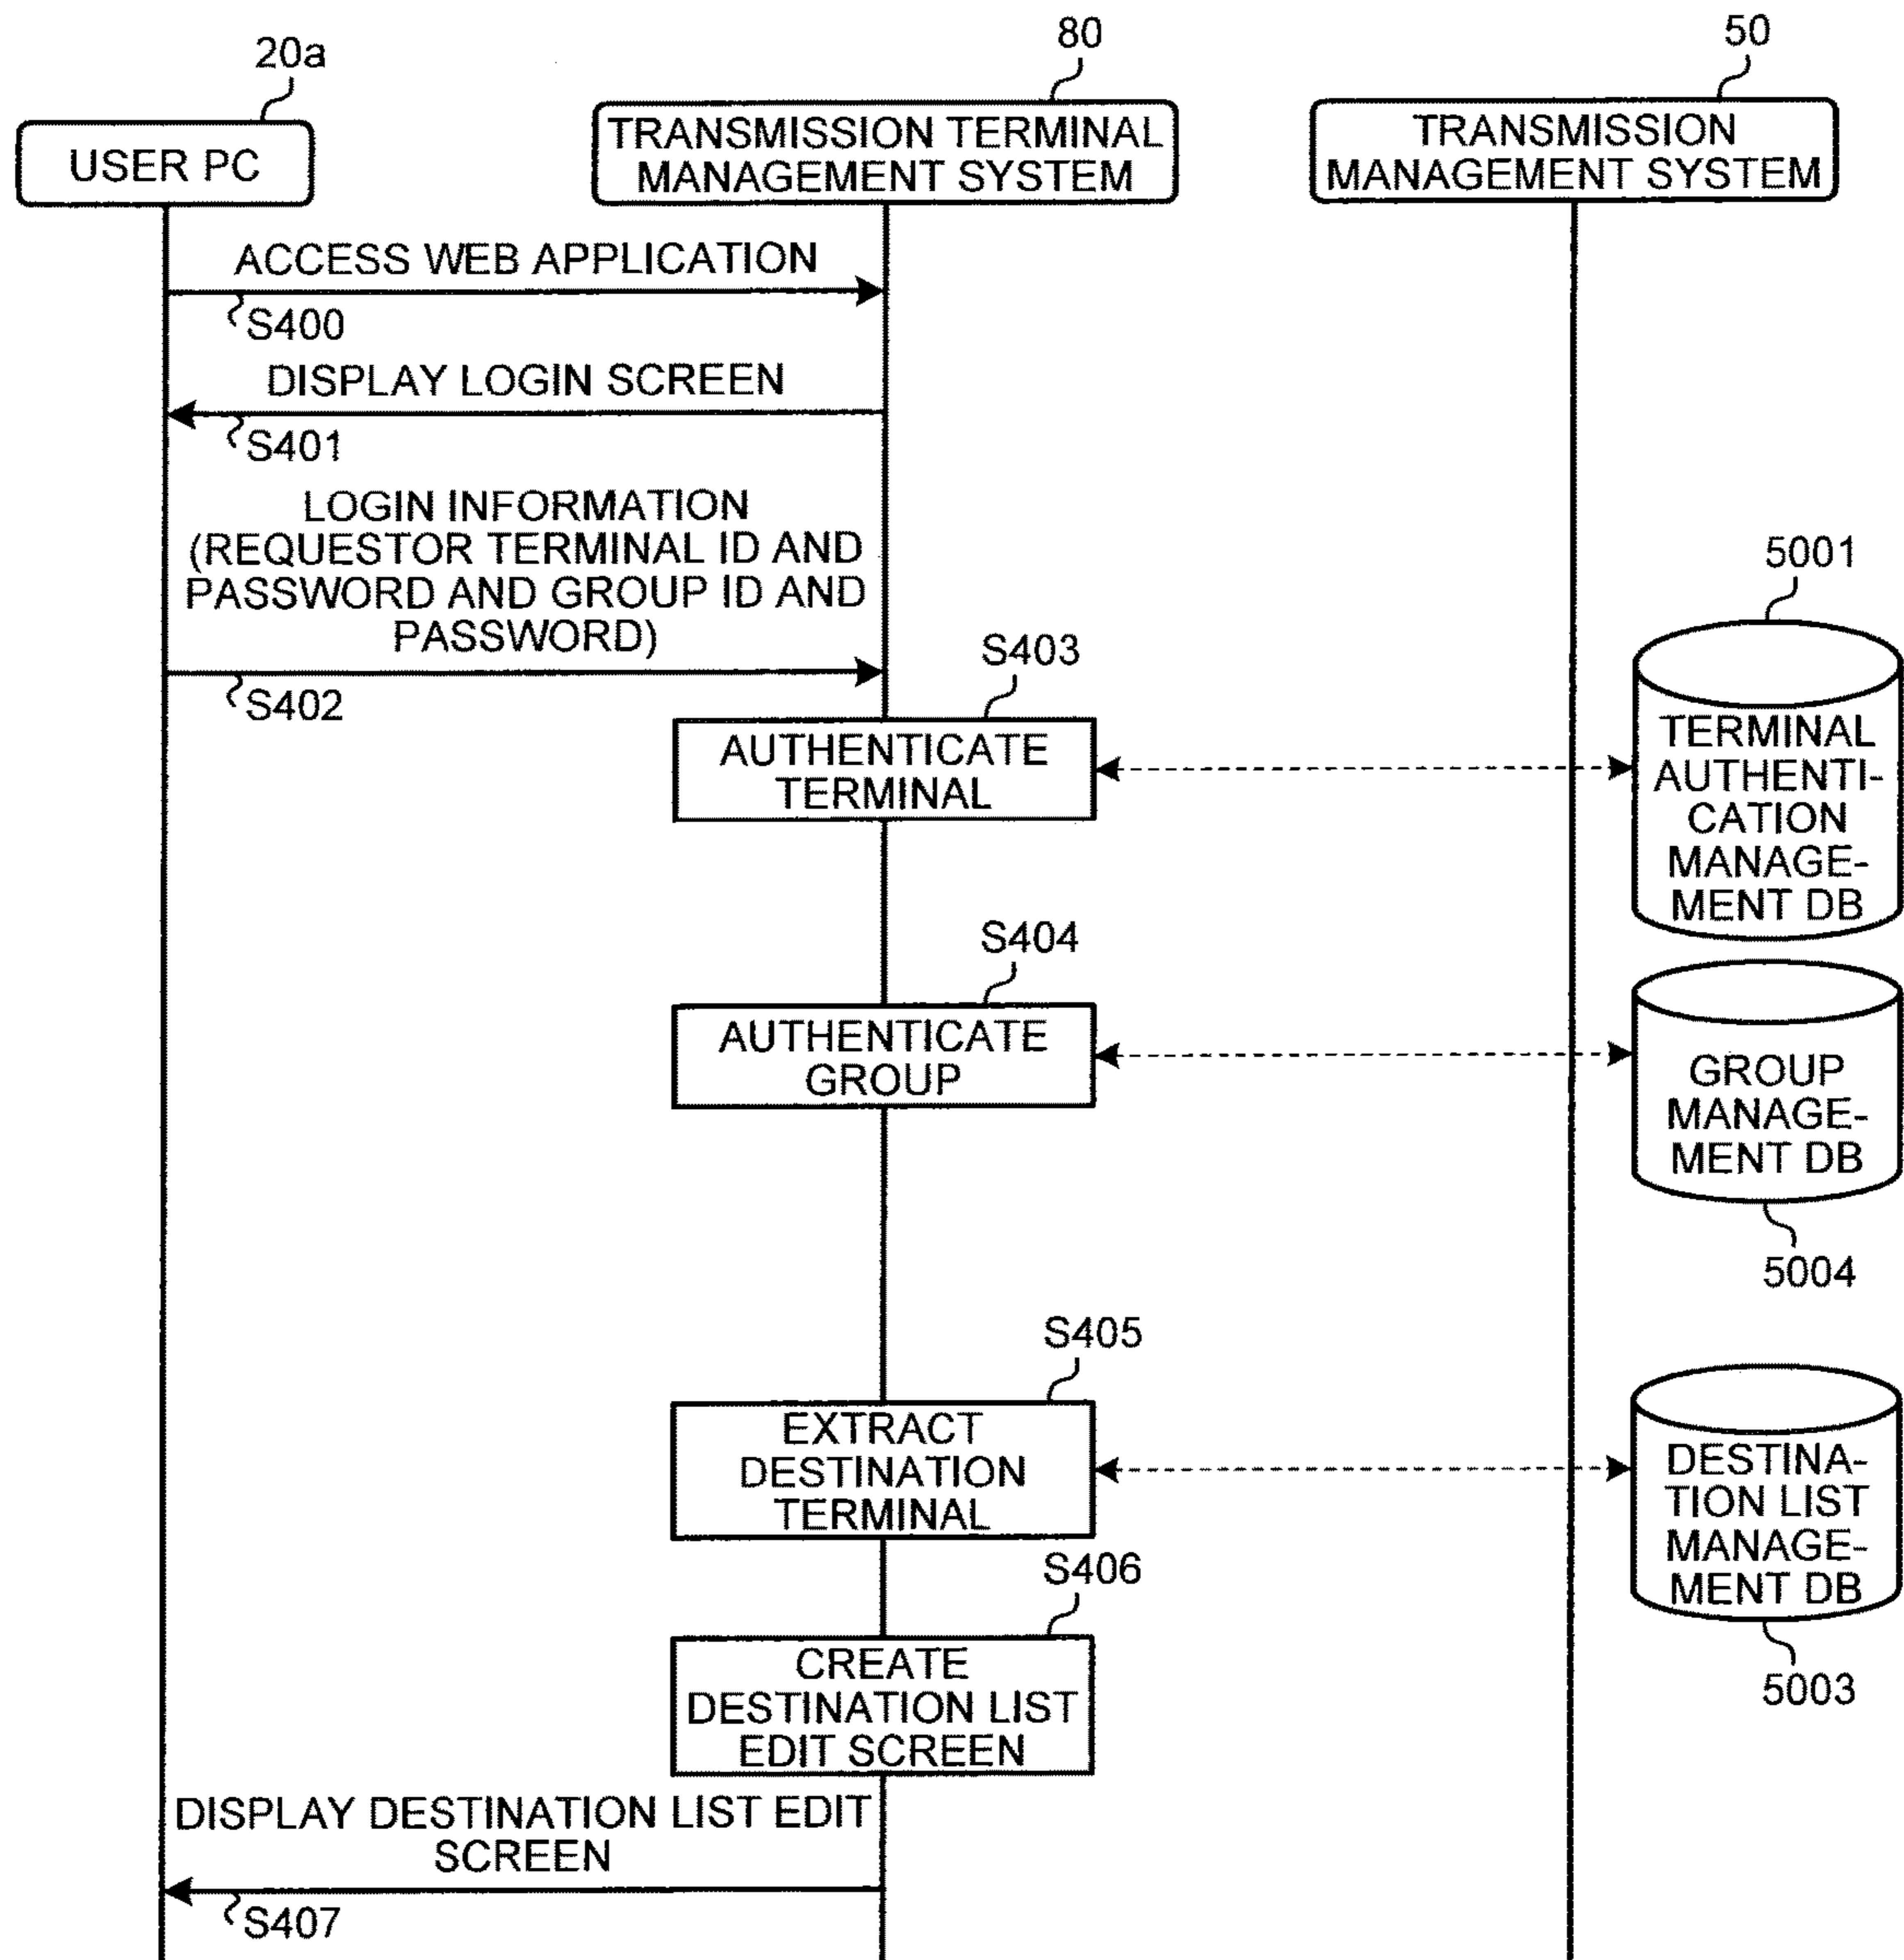 20a
80
50
USER PC
TRANSMISSION TERMINAL
MANAGEMENT SYSTEM
TRANSMISSION
MANAGEMENT SYSTEM
ACCESS WEB APPLICATION
S400
DISPLAY LOGIN SCREEN
S401
LOGIN INFORMATION
(REQUESTOR TERMINAL ID AND
PASSWORD AND GROUP ID AND
PASSWORD)
S402
S403
AUTHENTICATE
TERMINAL
5001
TERMINAL
AUTHENTI-
CATION
MANAGE-
MENT DB
S404
AUTHENTICATE
GROUP
GROUP
MANAGE-
MENT DB
5004
S405
EXTRACT
DESTINATION
TERMINAL
DESTINA-
TION LIST
MANAGE-
MENT DB
5003
S406
CREATE
DESTINATION LIST
EDIT SCREEN
DISPLAY DESTINATION LIST EDIT
SCREEN
S407